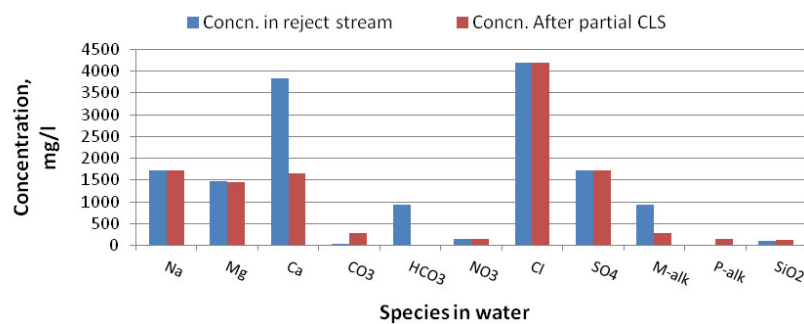 Concn. in reject stream Concn. After partial CLS
Concentration, mg/l
4500
4000
3500
3000
2500
2000
1500
1000
500
0
Na Mg Ca CO3 HCO3 NO3 Cl SO4 M-alk P-alk SiO2
Species in water